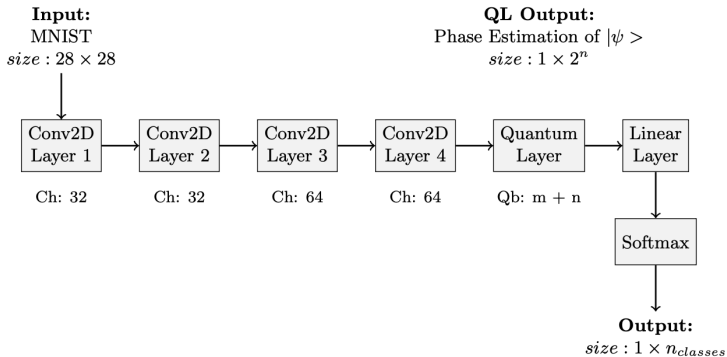 Input:
MNIST
size : 28 × 28
QL Output:
Phase Estimation of |ψ >
size : 1 × 2^n
Conv2D
Layer 1
Conv2D
Layer 2
Conv2D
Layer 3
Conv2D
Layer 4
Quantum
Layer
Linear
Layer
Ch: 32
Ch: 32
Ch: 64
Ch: 64
Qb: m + n
Softmax
Output:
size : 1 × n_{classes}